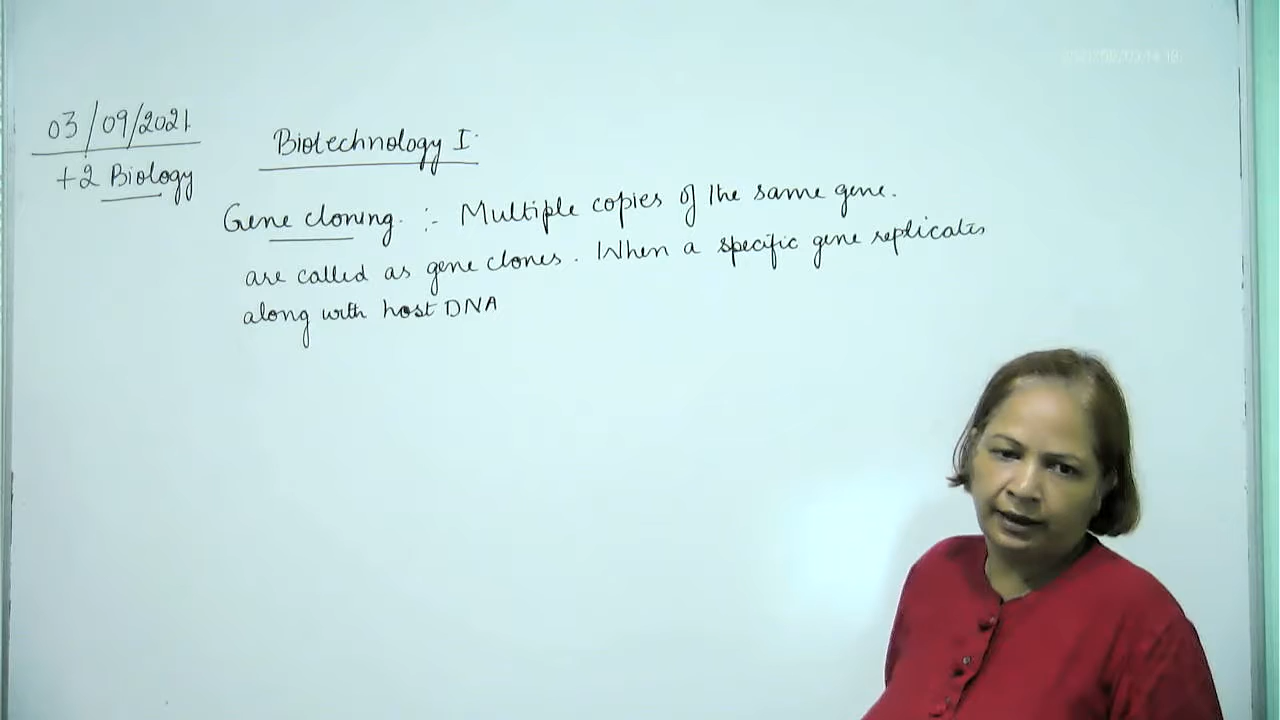 03/09/2021
+2 Biology
Biotechnology I
Gene cloning :- Multiple copies of the same gene.
are called as gene clones. When a specific gene replicates
along with host DNA